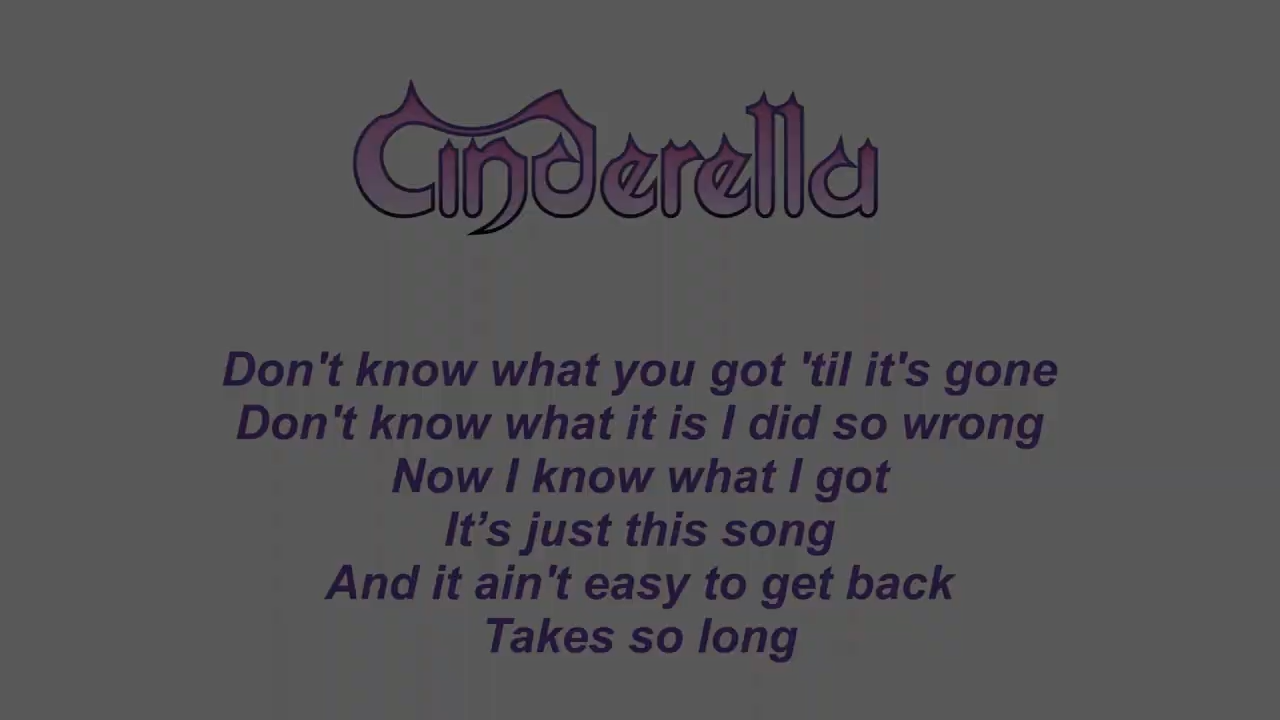 Cinderella
Don't know what you got 'til it's gone
Don't know what it is I did so wrong
Now I know what I got
It’s just this song
And it ain't easy to get back
Takes so long